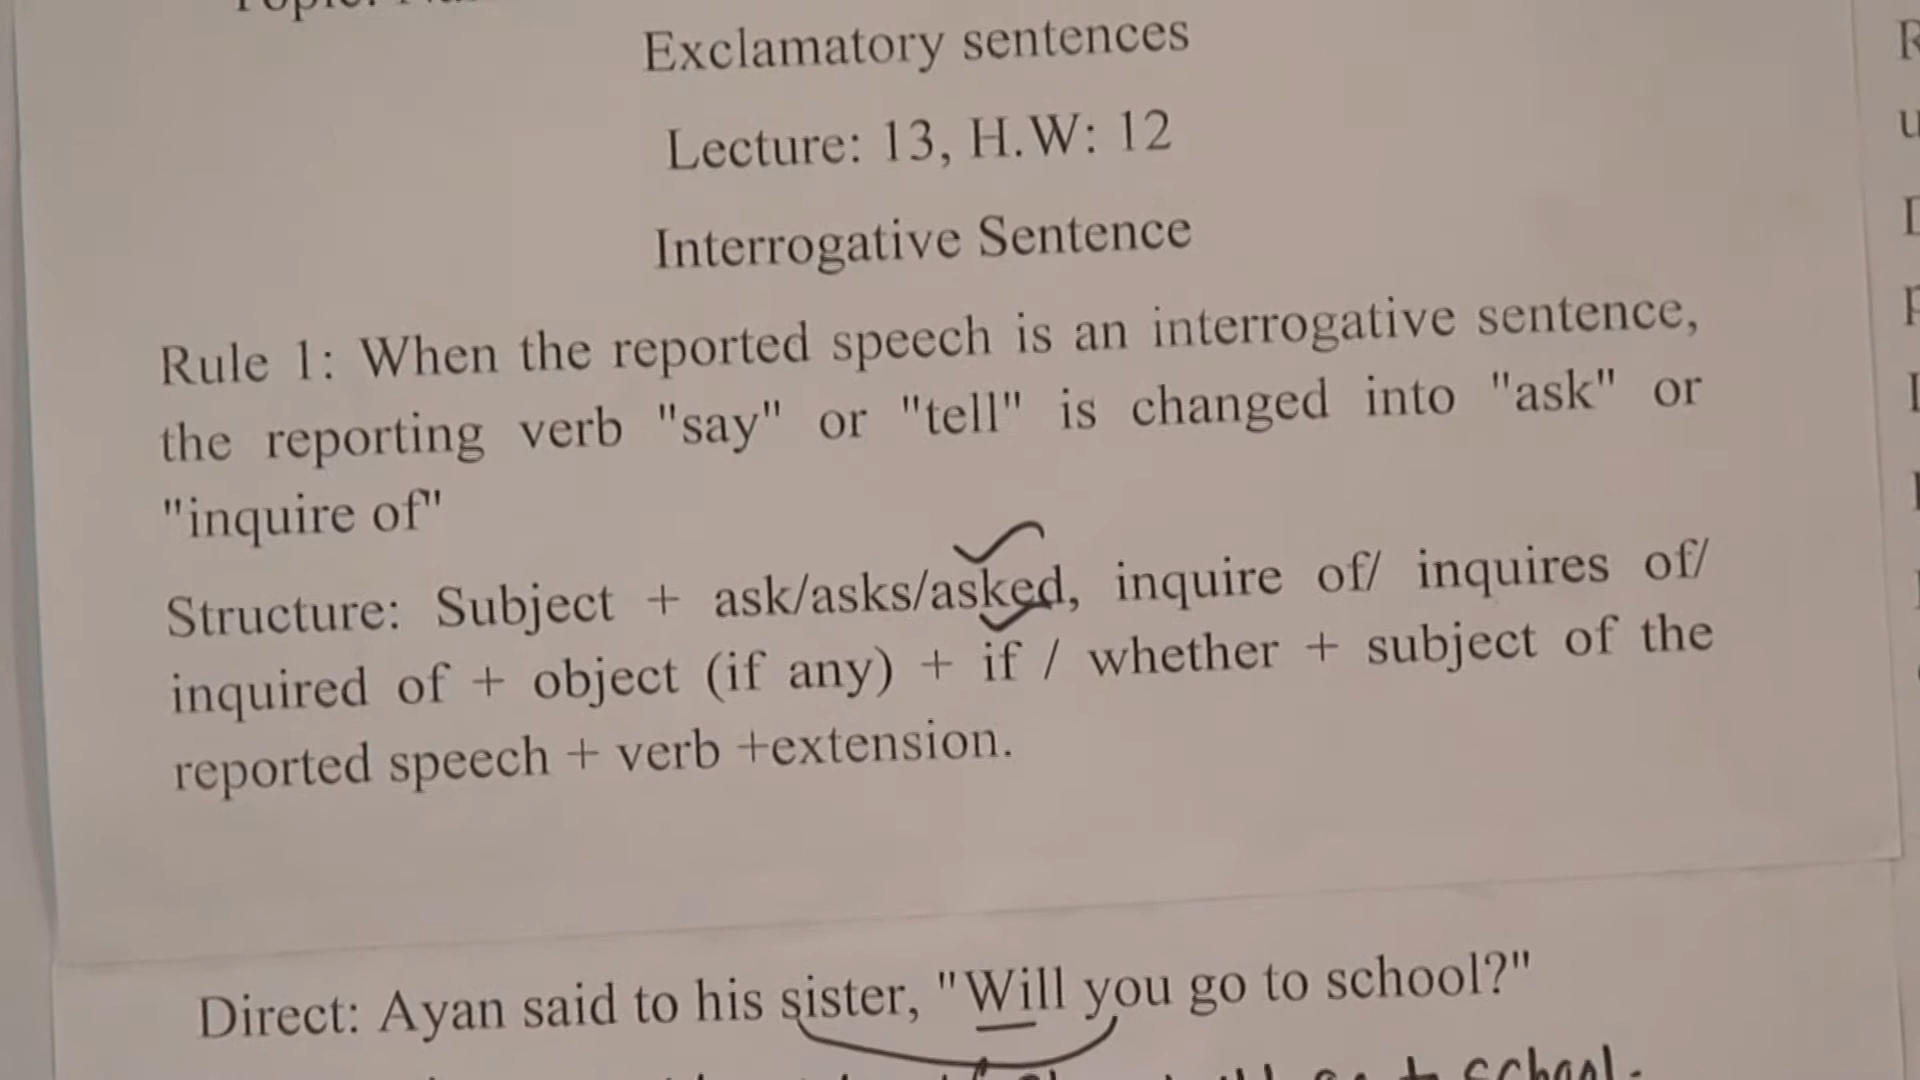 Topic:
Exclamatory sentences
Lecture: 13, H.W: 12
Interrogative Sentence
Rule 1: When the reported speech is an interrogative sentence,
the reporting verb "say" or "tell" is changed into "ask" or
"inquire of"
Structure: Subject + ask/asks/asked, inquire of/ inquires of/
inquired of + object (if any) + if / whether + subject of the
reported speech + verb +extension.
Direct: Ayan said to his sister, "Will you go to school?"
school.